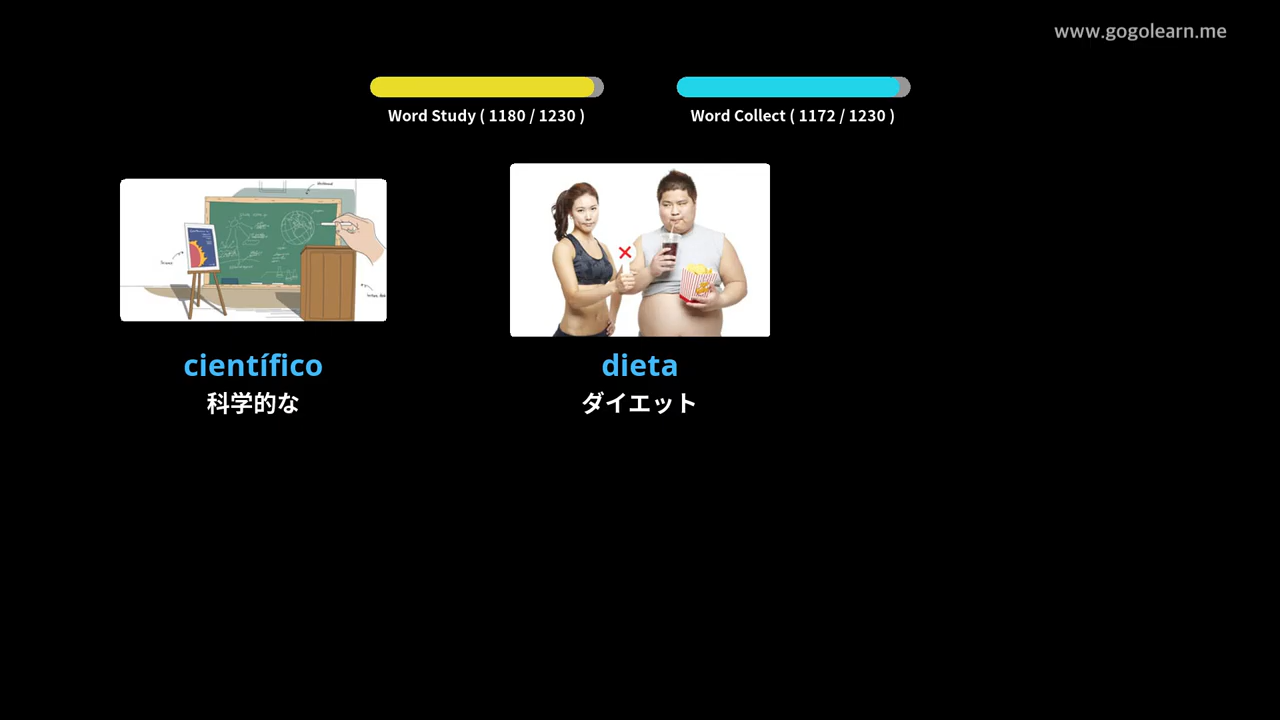 www.gogolearn.me
Word Study ( 1180 / 1230 )
Word Collect ( 1172 / 1230 )
científico
科学的な
dieta
ダイエット